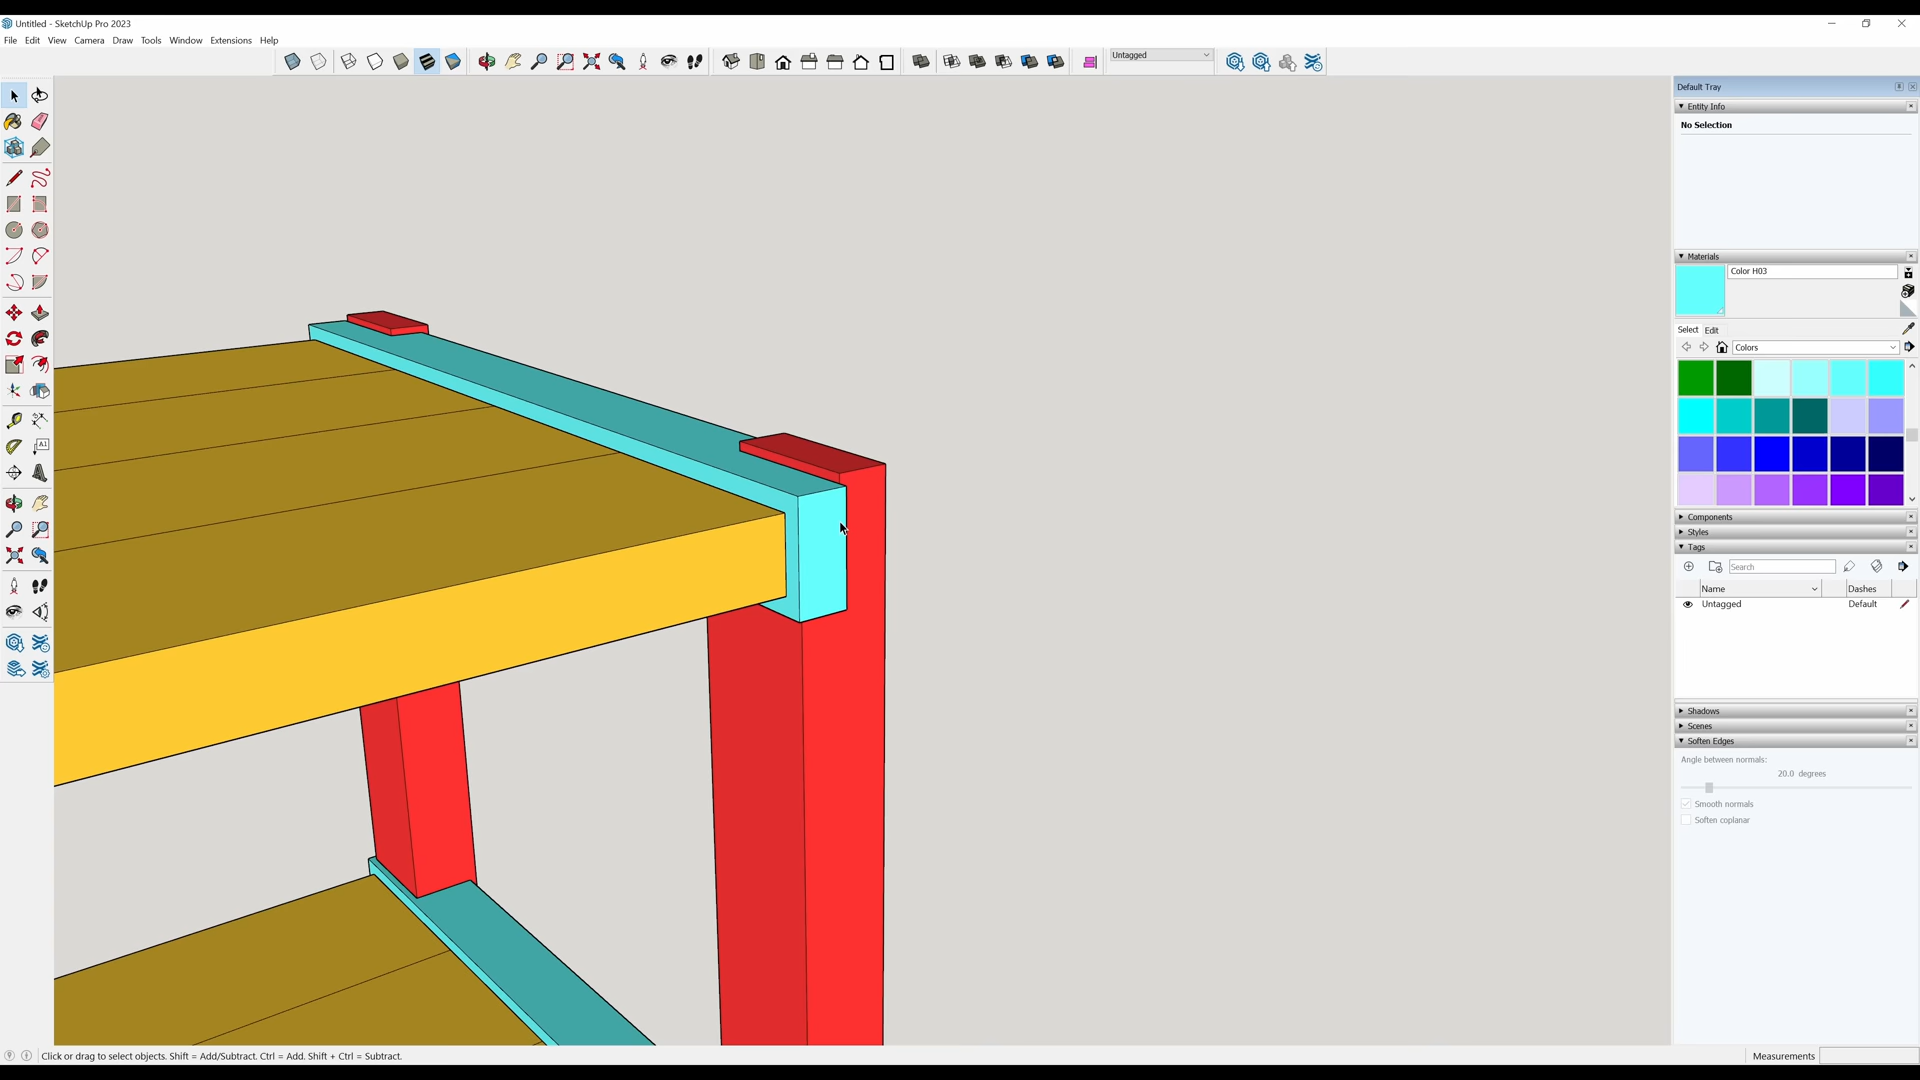 Untitled - SketchUp Pro 2023
File Edit View Camera Draw Tools Window Extensions Help
Untagged
Default Tray
Entity Info
No Selection
Materials
Color H03
Select Edit
Colors
Components
Styles
Tags
Search
Name Dashes
Untagged Default
Shadows
Scenes
Soften Edges
Angle between normals:
20.0 degrees
Smooth normals
Soften coplanar
A1
Click or drag to select objects. Shift = Add/Subtract. Ctrl = Add. Shift + Ctrl = Subtract.
Measurements